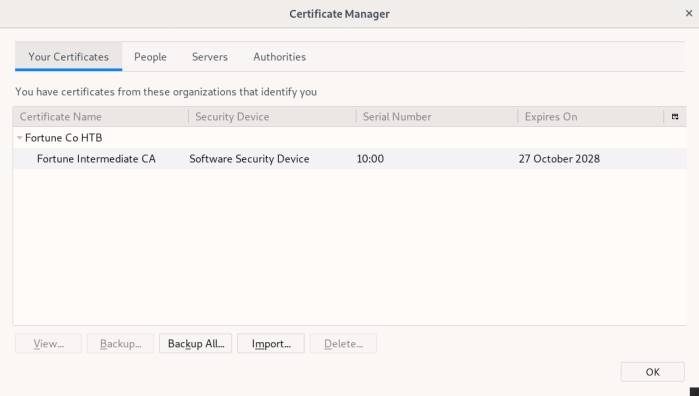 Certificate Manager
Your Certificates People Servers Authorities
You have certificates from these organizations that identify you
Certificate Name Security Device Serial Number Expires On
Fortune Co HTB
Fortune Intermediate CA Software Security Device 10:00 27 October 2028
View... Backup... Backup All... Import... Delete...
OK